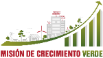 MISIÓN DE CRECIMIENTO VERDE